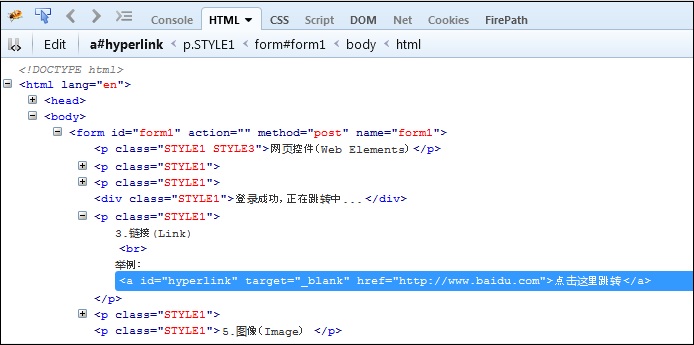 Console HTML CSS Script DOM Net Cookies FirePath
Edit a#hyperlink < p.STYLE1 < form#form1 < body < html
<!DOCTYPE html>
<html lang="en">
<head>
<body>
<form id="form1" action="" method="post" name="form1">
<p class="STYLE1 STYLE3">网页控件(Web Elements)</p>
<p class="STYLE1">
<p class="STYLE1">
<div class="STYLE1">登录成功,正在跳转中...</div>
<p class="STYLE1">
3.链接(Link)
<br>
举例:
<a id="hyperlink" target="_blank" href="http://www.baidu.com">点击这里跳转</a>
</p>
<p class="STYLE1">
<p class="STYLE1">5.图像(Image) </p>